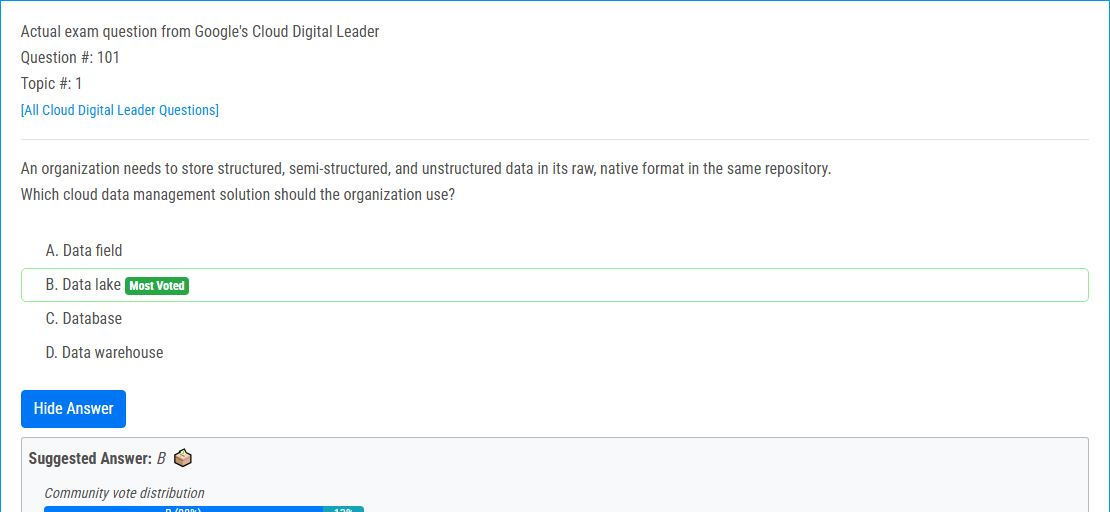 Actual exam question from Google's Cloud Digital Leader
Question #: 101
Topic #: 1
[All Cloud Digital Leader Questions]
An organization needs to store structured, semi-structured, and unstructured data in its raw, native format in the same repository.
Which cloud data management solution should the organization use?
A. Data field
B. Data lake Most Voted
C. Database
D. Data warehouse
Hide Answer
Suggested Answer: B
Community vote distribution